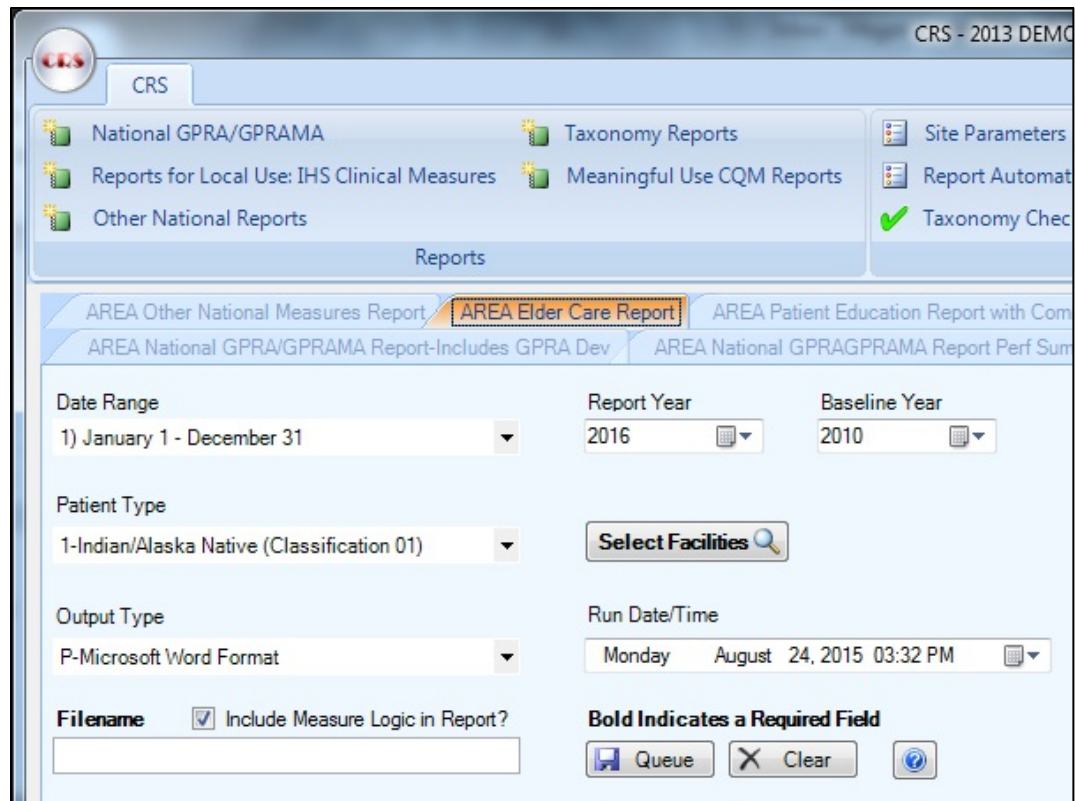 CRS - 2013 DEMO
CRS
CRS
National GPRA/GPRAMA
Taxonomy Reports
Site Parameters
Reports for Local Use: IHS Clinical Measures
Meaningful Use CQM Reports
Report Automat
Other National Reports
Taxonomy Chec
Reports
AREA Other National Measures Report
AREA Elder Care Report
AREA Patient Education Report with Com
AREA National GPRA/GPRAMA Report-Includes GPRA Dev
AREA National GPRAGPRAMA Report Perf Sum
Date Range
Report Year
Baseline Year
1) January 1 - December 31
2016
2010
Patient Type
1-Indian/Alaska Native (Classification 01)
Select Facilities
Output Type
Run Date/Time
P-Microsoft Word Format
Monday August 24, 2015 03:32 PM
Filename
Include Measure Logic in Report?
Bold Indicates a Required Field
Queue
Clear